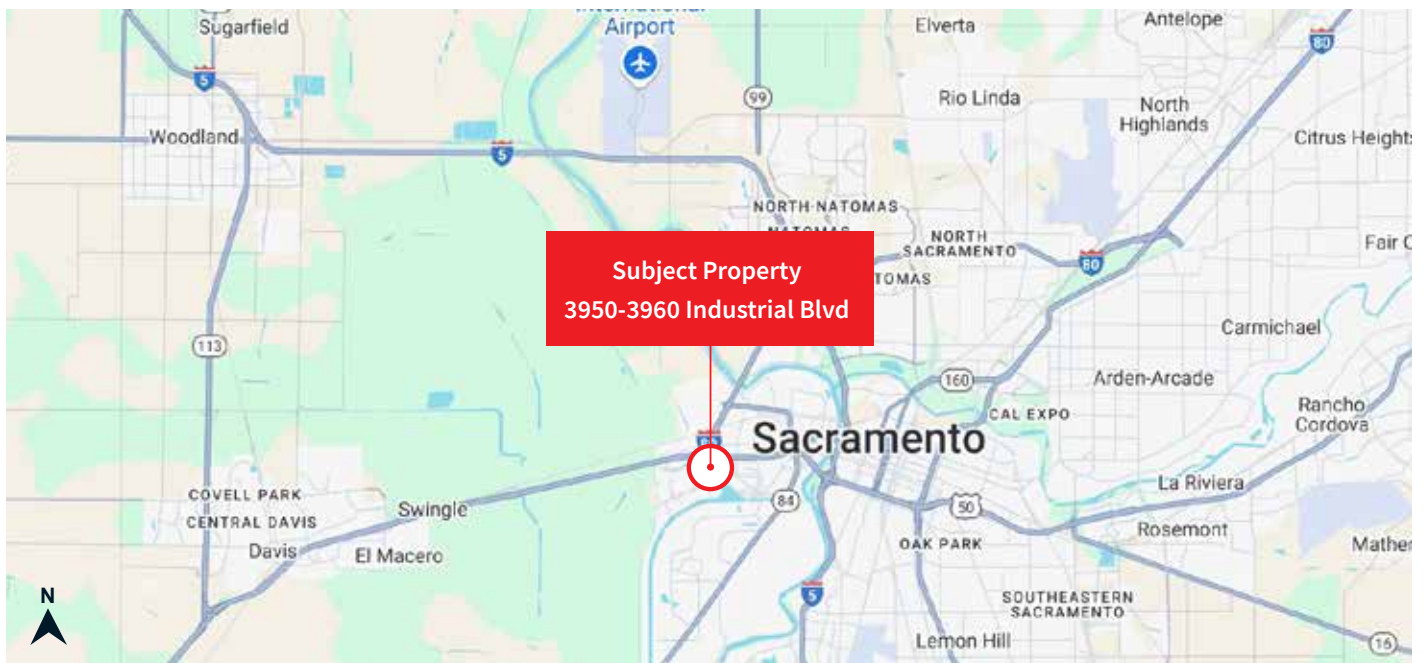 International
Airport
Sugarfield
Elverta
Antelope
5
80
99
Rio Linda
North
Highlands
Woodland
5
Citrus Heights
NORTH NATOMAS
NATOMAS
NORTH
SACRAMENTO
Fair O
80
Subject Property
3950-3960 Industrial Blvd
TOMAS
Carmichael
113
160
Arden-Arcade
CAL EXPO
Rancho
Cordova
Sacramento
COVELL PARK
CENTRAL DAVIS
Swingle
84
50
La Riviera
Rosemont
Davis
El Macero
OAK PARK
Mather
N
5
SOUTHEASTERN
SACRAMENTO
Lemon Hill
16